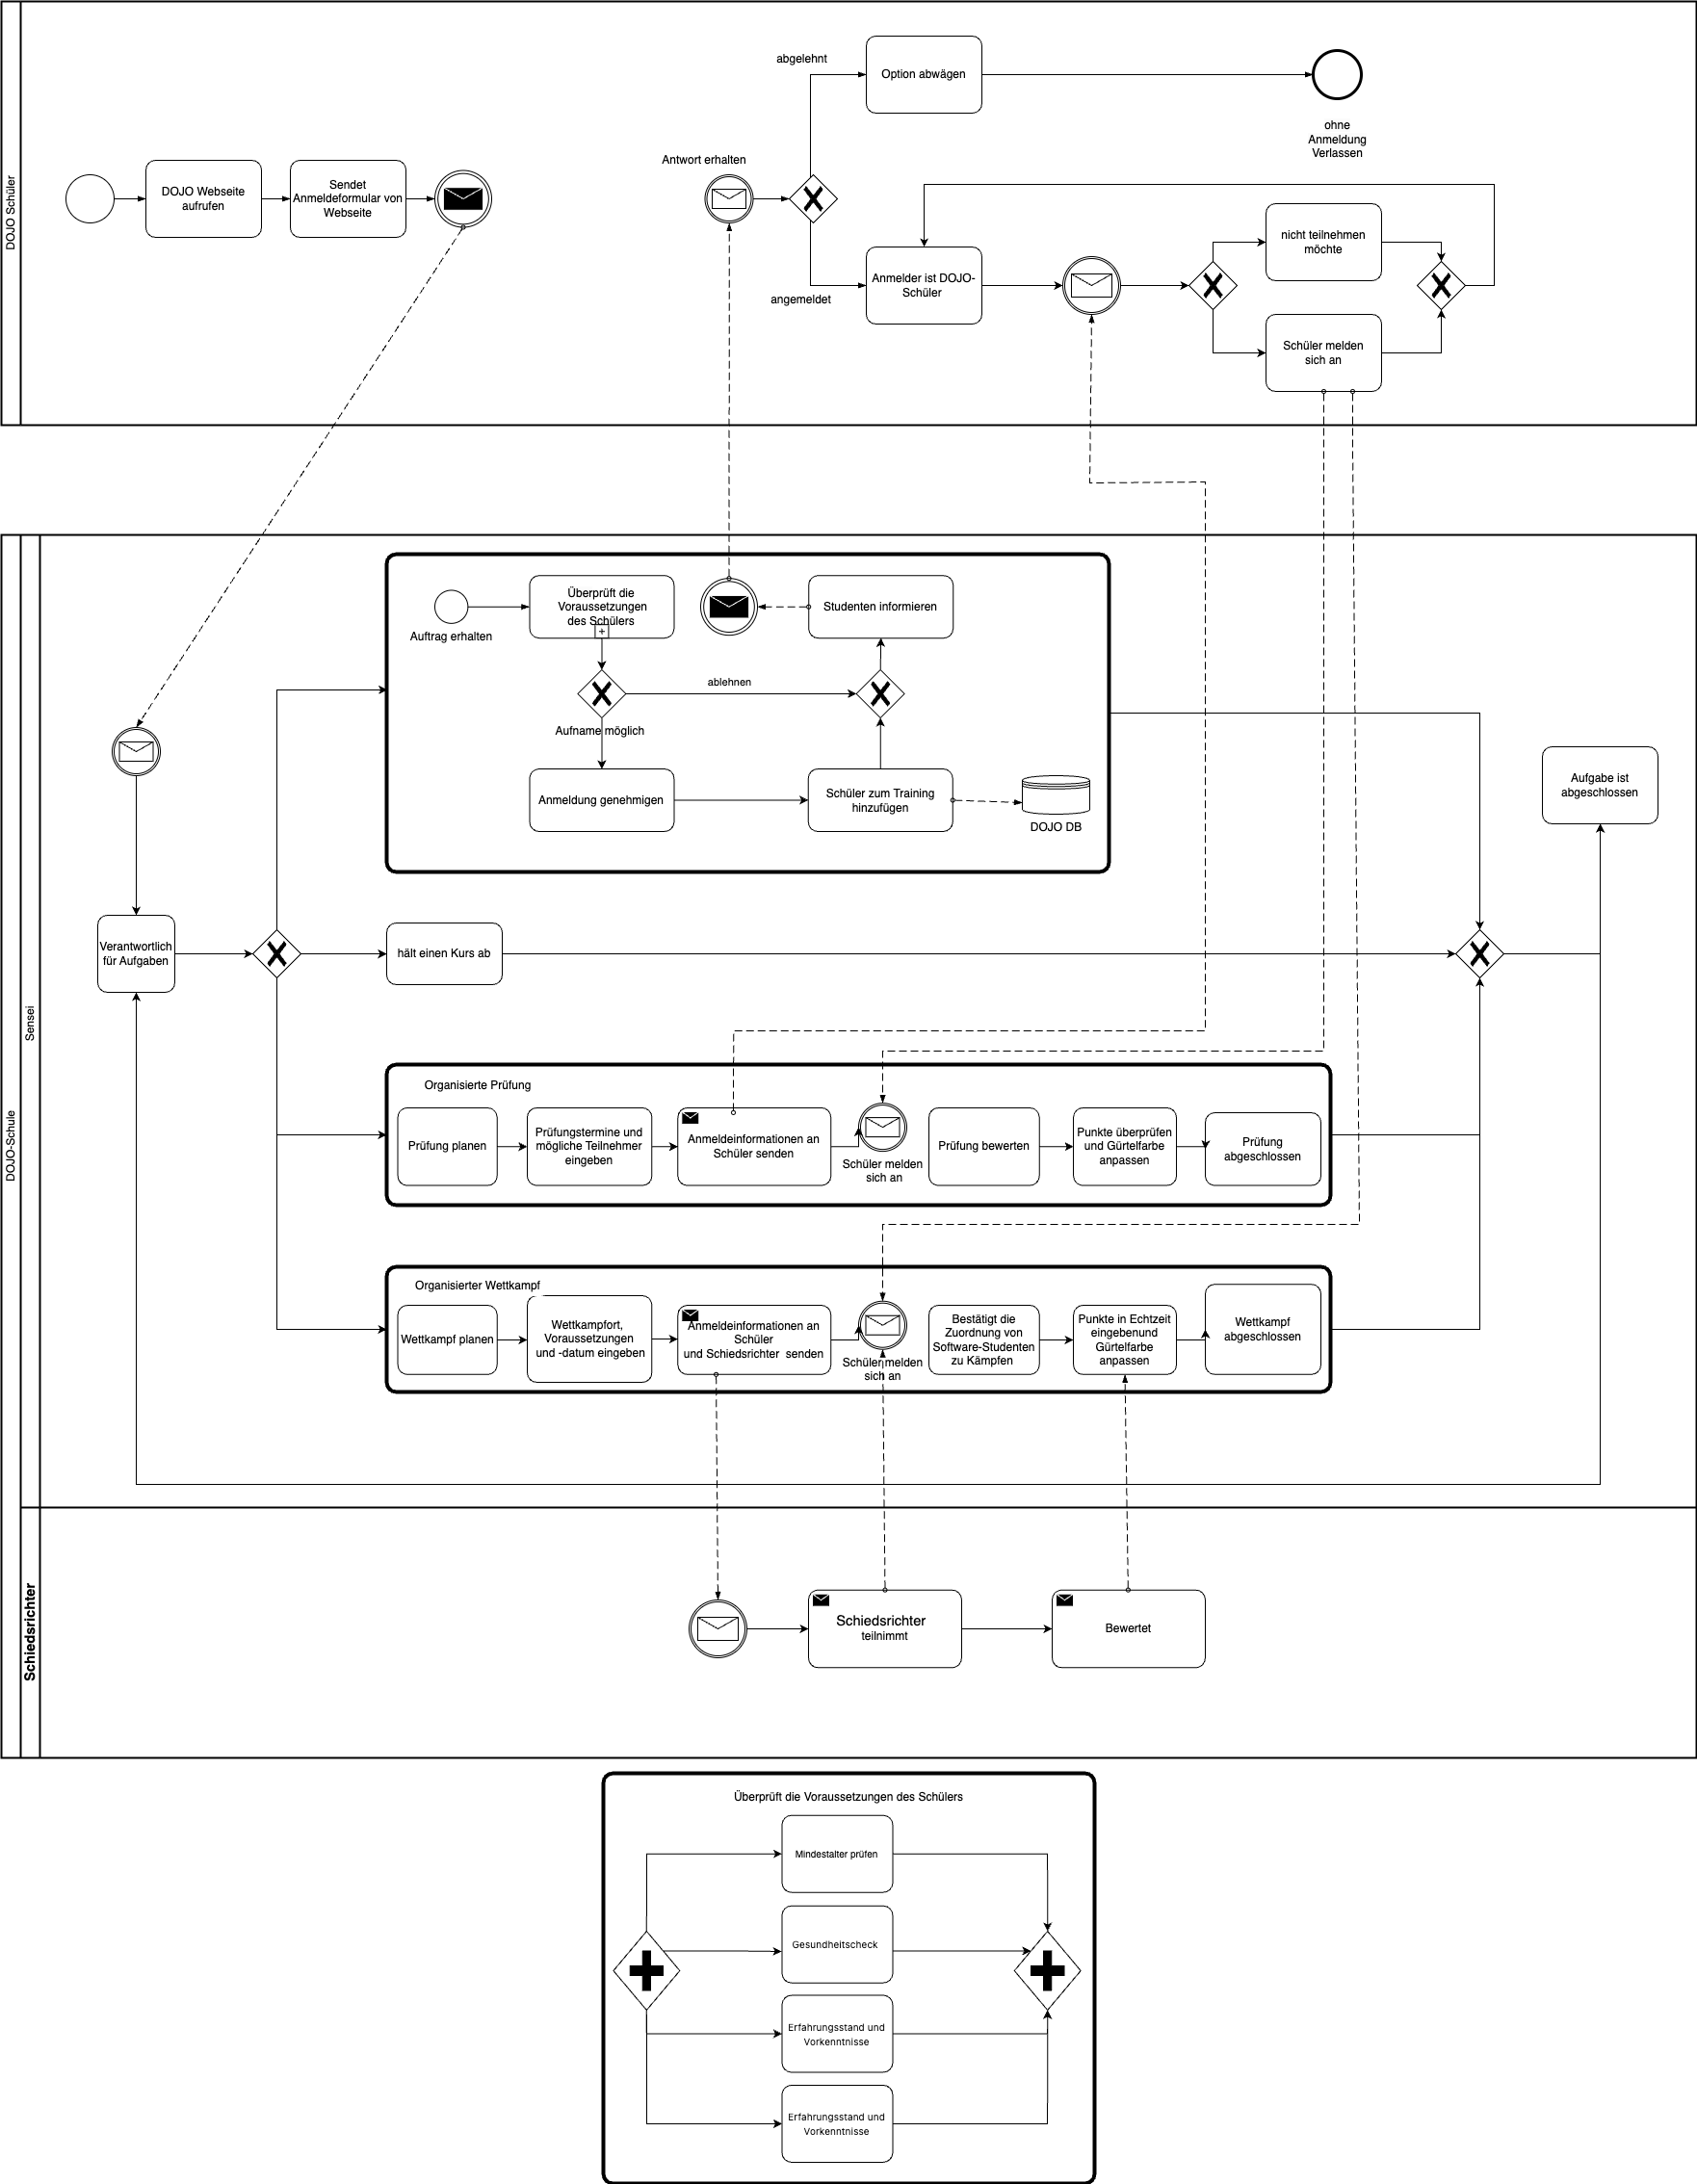 DOJO Schüler
abgelehnt
Option abwägen
ohne
Anmeldung
Verlassen
DOJO Webseite
aufrufen
Sendet
Anmeldeformular von
Webseite
Antwort erhalten
angemeldet
Anmelder ist DOJO-
Schüler
nicht teilnehmen
möchte
Schüler melden
sich an
DOJO-Schule
Sensei
Auftrag erhalten
Überprüft die
Voraussetzungen
des Schülers
Studenten informieren
ablehnen
Aufname möglich
Anmeldung genehmigen
Schüler zum Training
hinzufügen
DOJO DB
Aufgabe ist
abgeschlossen
Verantwortlich
für Aufgaben
hält einen Kurs ab
Organisierte Prüfung
Prüfung planen
Prüfungstermine und
mögliche Teilnehmer
eingeben
Anmeldeinformationen an
Schüler senden
Schüler melden
sich an
Prüfung bewerten
Punkte überprüfen
und Gürtelfarbe
anpassen
Prüfung
abgeschlossen
Organisierter Wettkampf
Wettkampf planen
Wettkampfort,
Voraussetzungen
und -datum eingeben
Anmeldeinformationen an
Schüler
und Schiedsrichter senden
Schüler melden
sich an
Bestätigt die
Zuordnung von
Software-Studenten
zu Kämpfen
Punkte in Echtzeit
eingebenund
Gürtelfarbe
anpassen
Wettkampf
abgeschlossen
Schiedsrichter
Schiedsrichter
teilnimmt
Bewertet
Überprüft die Voraussetzungen des Schülers
Mindestalter prüfen
Gesundheitscheck
Erfahrungsstand und
Vorkenntnisse
Erfahrungsstand und
Vorkenntnisse